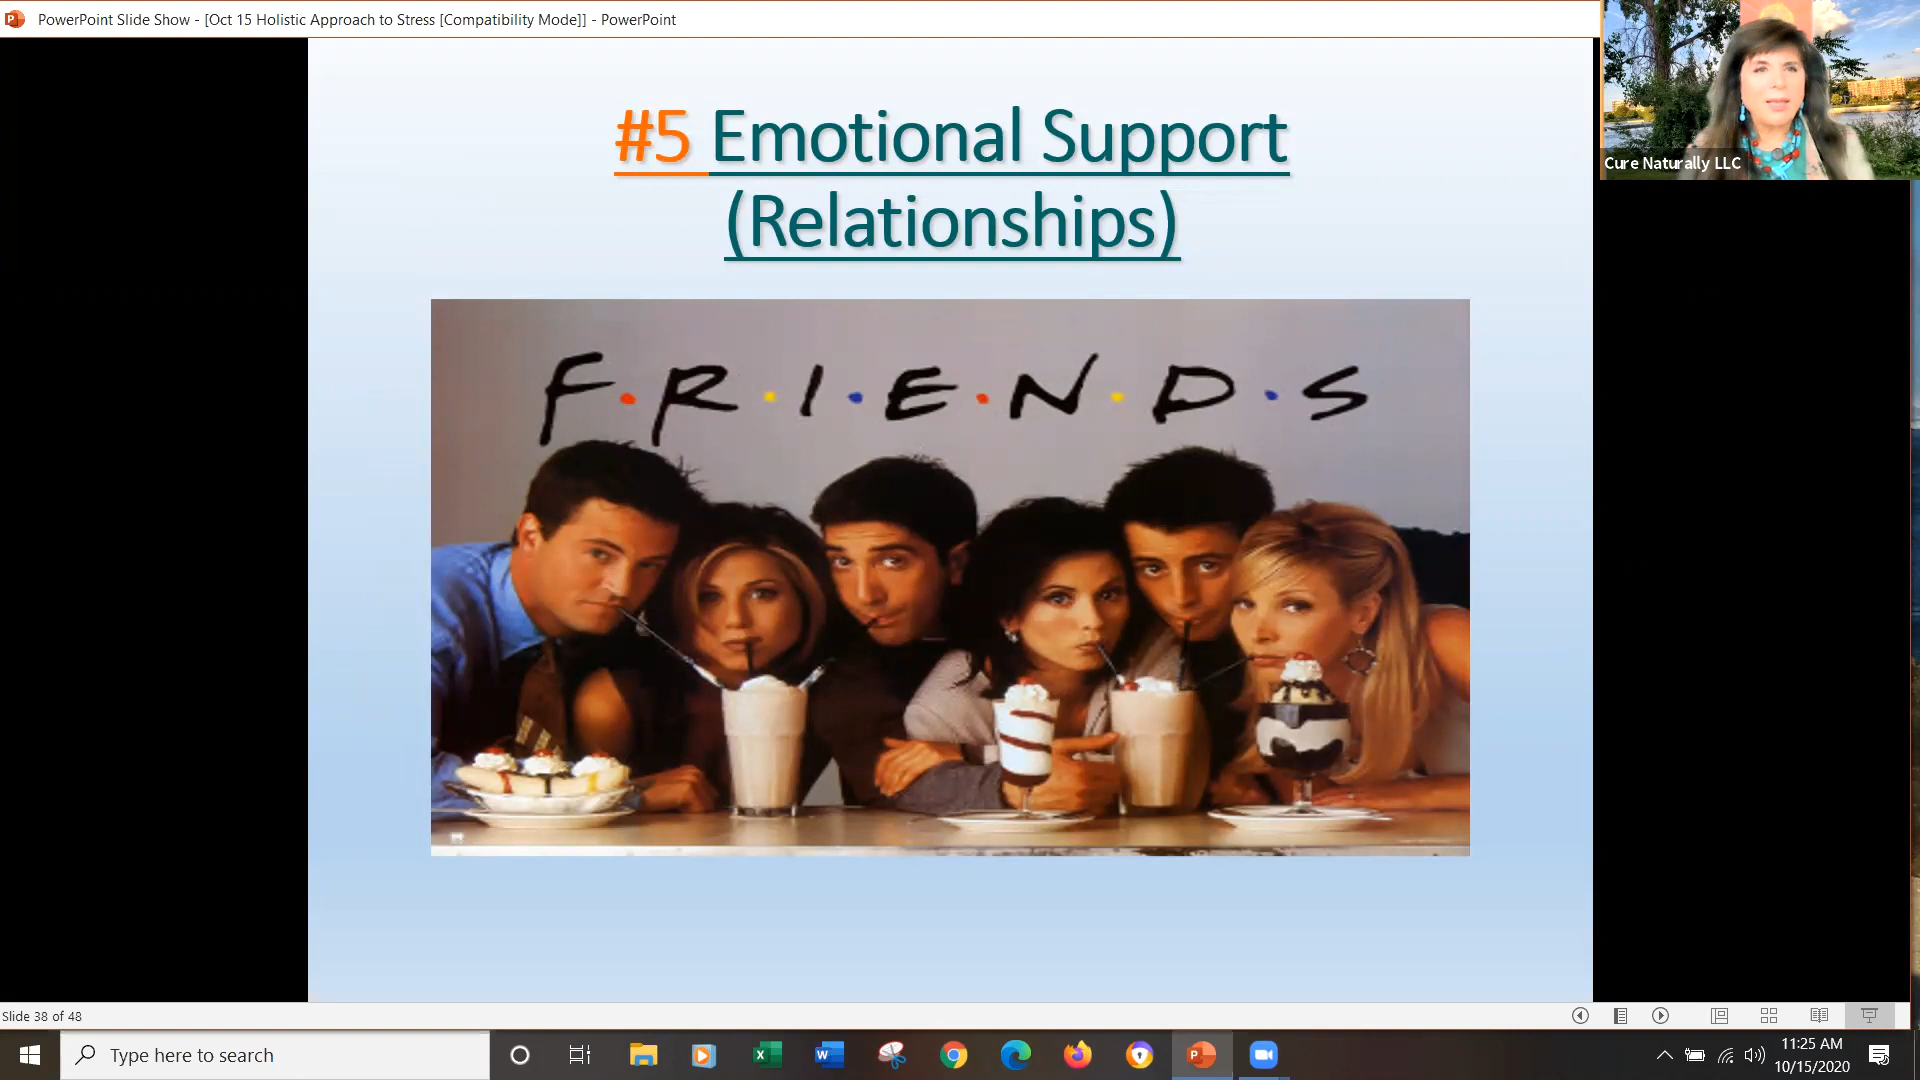 PowerPoint Slide Show - [Oct 15 Holistic Approach to Stress [Compatibility Mode]] - PowerPoint
Cure Naturally LLC
#5 Emotional Support
(Relationships)
F·R·I·E·N·D·S
Slide 38 of 48
Type here to search
11:25 AM
10/15/2020